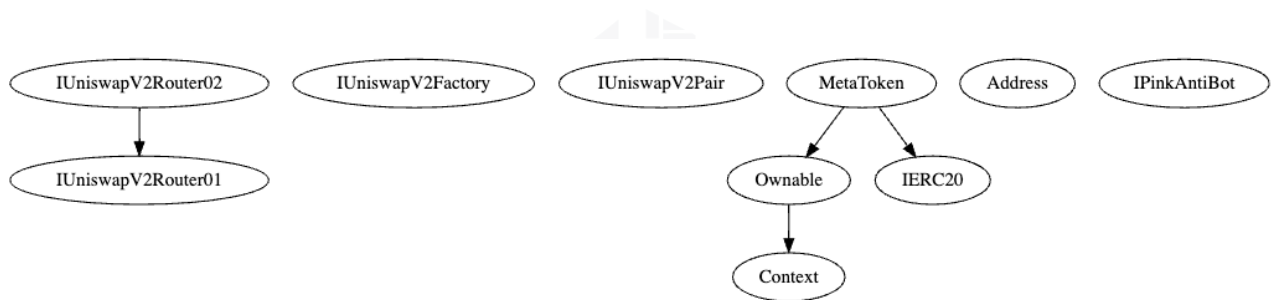 IUniswapV2Router02
IUniswapV2Factory
IUniswapV2Pair
MetaToken
Address
IPinkAntiBot
IUniswapV2Router01
Ownable
IERC20
Context